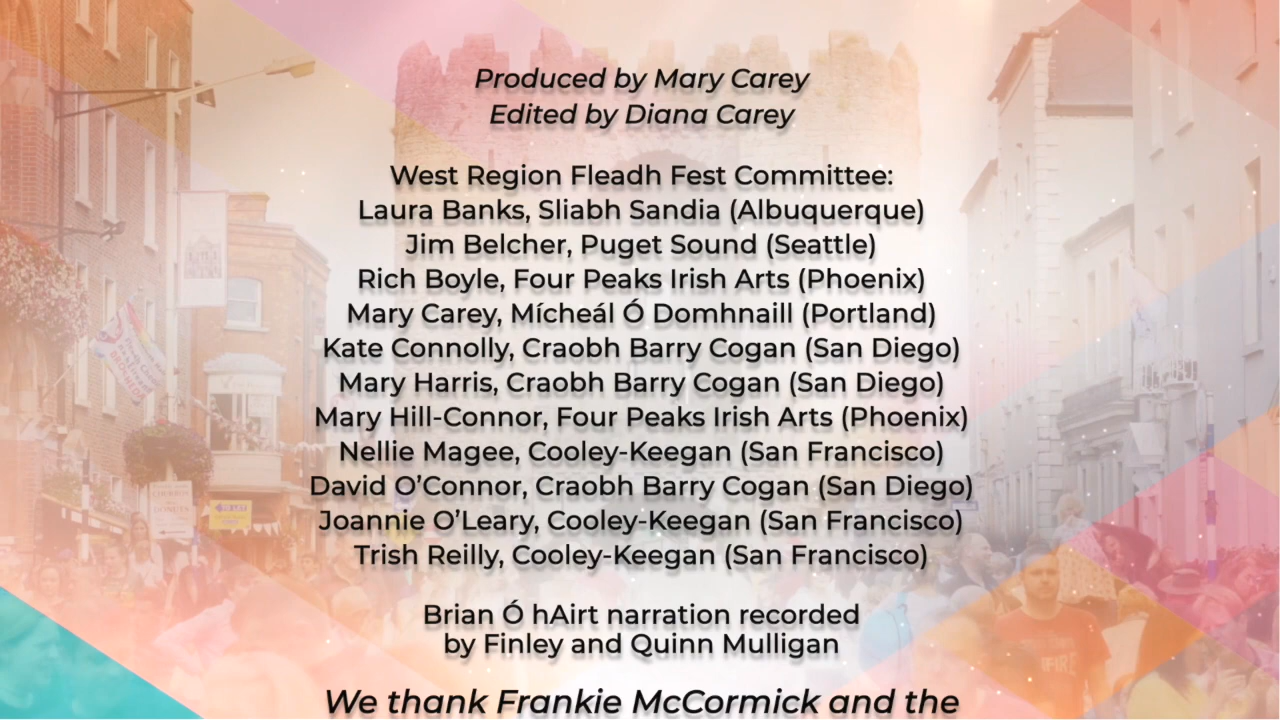 Produced by Mary Carey
Edited by Diana Carey
West Region Fleadh Fest Committee:
Laura Banks, Sliabh Sandia (Albuquerque)
Jim Belcher, Puget Sound (Seattle)
Rich Boyle, Four Peaks Irish Arts (Phoenix)
Mary Carey, Mícheál Ó Domhnaill (Portland)
Kate Connolly, Craobh Barry Cogan (San Diego)
Mary Harris, Craobh Barry Cogan (San Diego)
Mary Hill-Connor, Four Peaks Irish Arts (Phoenix)
Nellie Magee, Cooley-Keegan (San Francisco)
David O’Connor, Craobh Barry Cogan (San Diego)
Joannie O’Leary, Cooley-Keegan (San Francisco)
Trish Reilly, Cooley-Keegan (San Francisco)
TO LET
DONUTS
Brian Ó hAirt narration recorded
by Finley and Quinn Mulligan
We thank Frankie McCormick and the